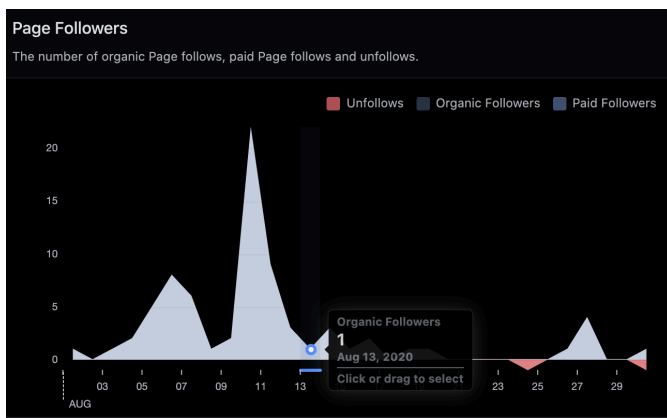 Page Followers
The number of organic Page follows, paid Page follows and unfollows.
Unfollows Organic Followers Paid Followers
20
15
10
5
0
Organic Followers
1
Aug 13, 2020
Click or drag to select
03 05 07 09 11 13 23 25 27 29
AUG